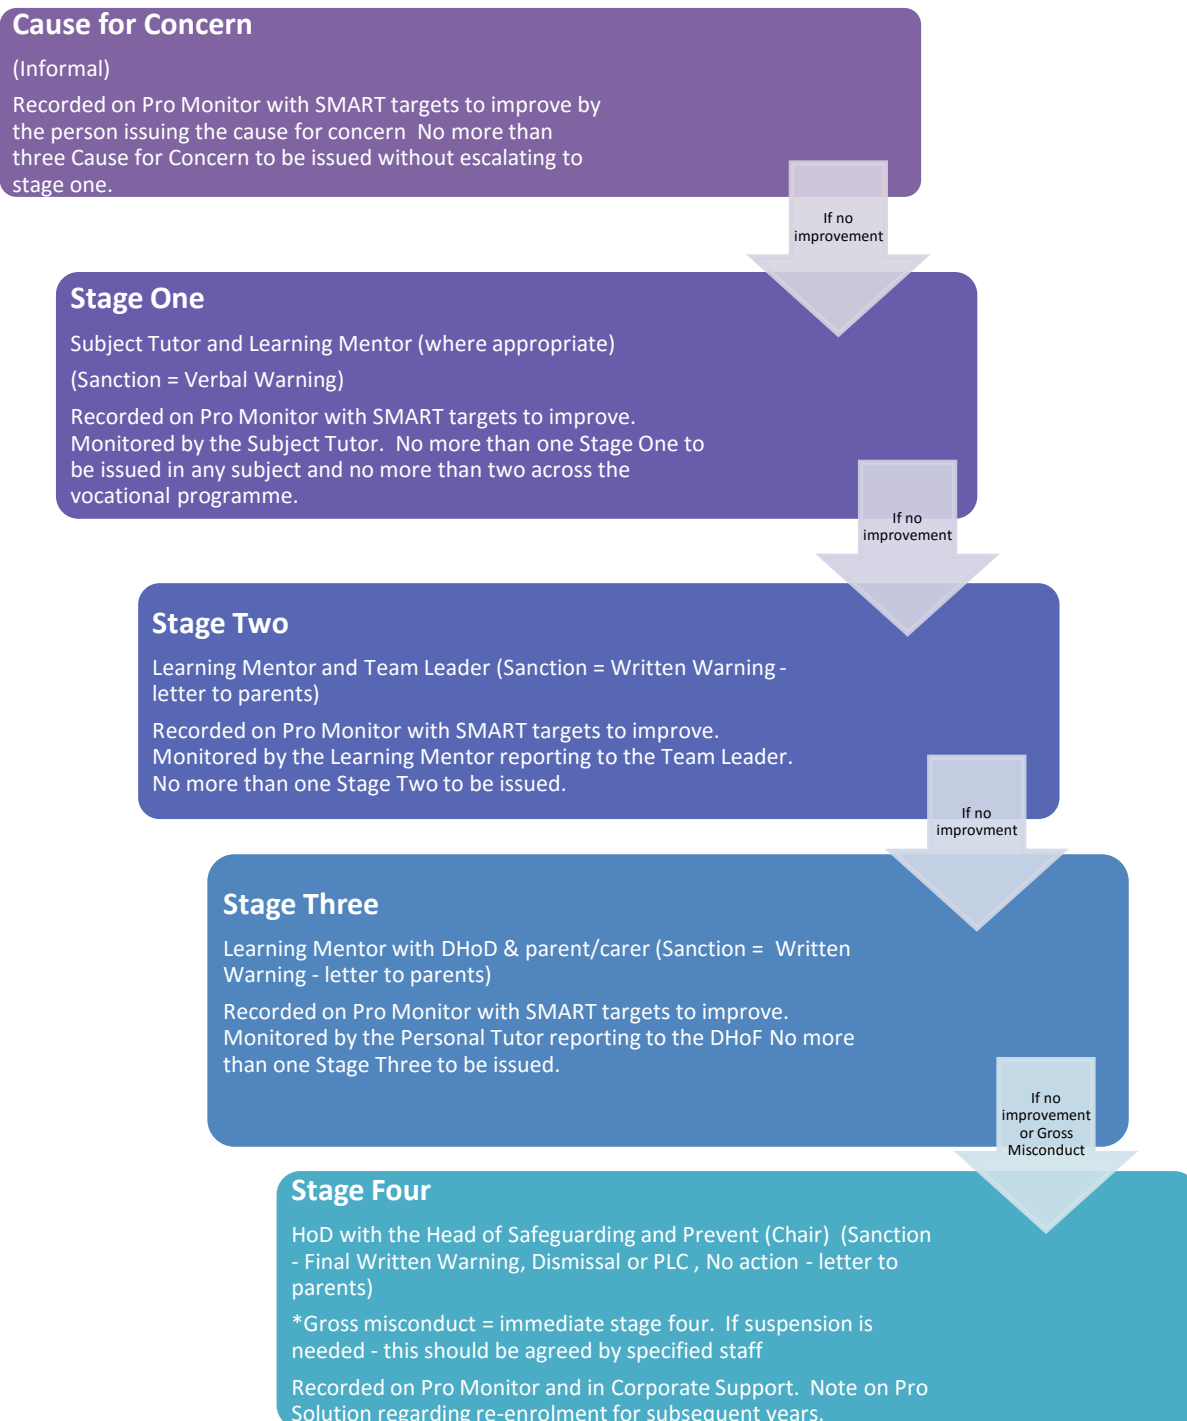 Cause for Concern
(Informal)
Recorded on Pro Monitor with SMART targets to improve by
the person issuing the cause for concern  No more than
three Cause for Concern to be issued without escalating to
stage one.
If no
improvement
Stage One
Subject Tutor and Learning Mentor (where appropriate)
(Sanction = Verbal Warning)
Recorded on Pro Monitor with SMART targets to improve.
Monitored by the Subject Tutor.  No more than one Stage One to
be issued in any subject and no more than two across the
vocational programme.
If no
improvement
Stage Two
Learning Mentor and Team Leader (Sanction = Written Warning -
letter to parents)
Recorded on Pro Monitor with SMART targets to improve.
Monitored by the Learning Mentor reporting to the Team Leader.
No more than one Stage Two to be issued.
If no
improvment
Stage Three
Learning Mentor with DHoD & parent/carer (Sanction =  Written
Warning - letter to parents)
Recorded on Pro Monitor with SMART targets to improve.
Monitored by the Personal Tutor reporting to the DHoF No more
than one Stage Three to be issued.
If no
improvement
or Gross
Misconduct
Stage Four
HoD with the Head of Safeguarding and Prevent (Chair)  (Sanction
- Final Written Warning, Dismissal or PLC , No action - letter to
parents)
*Gross misconduct = immediate stage four.  If suspension is
needed - this should be agreed by specified staff
Recorded on Pro Monitor and in Corporate Support.  Note on Pro
Solution regarding re-enrolment for subsequent years.